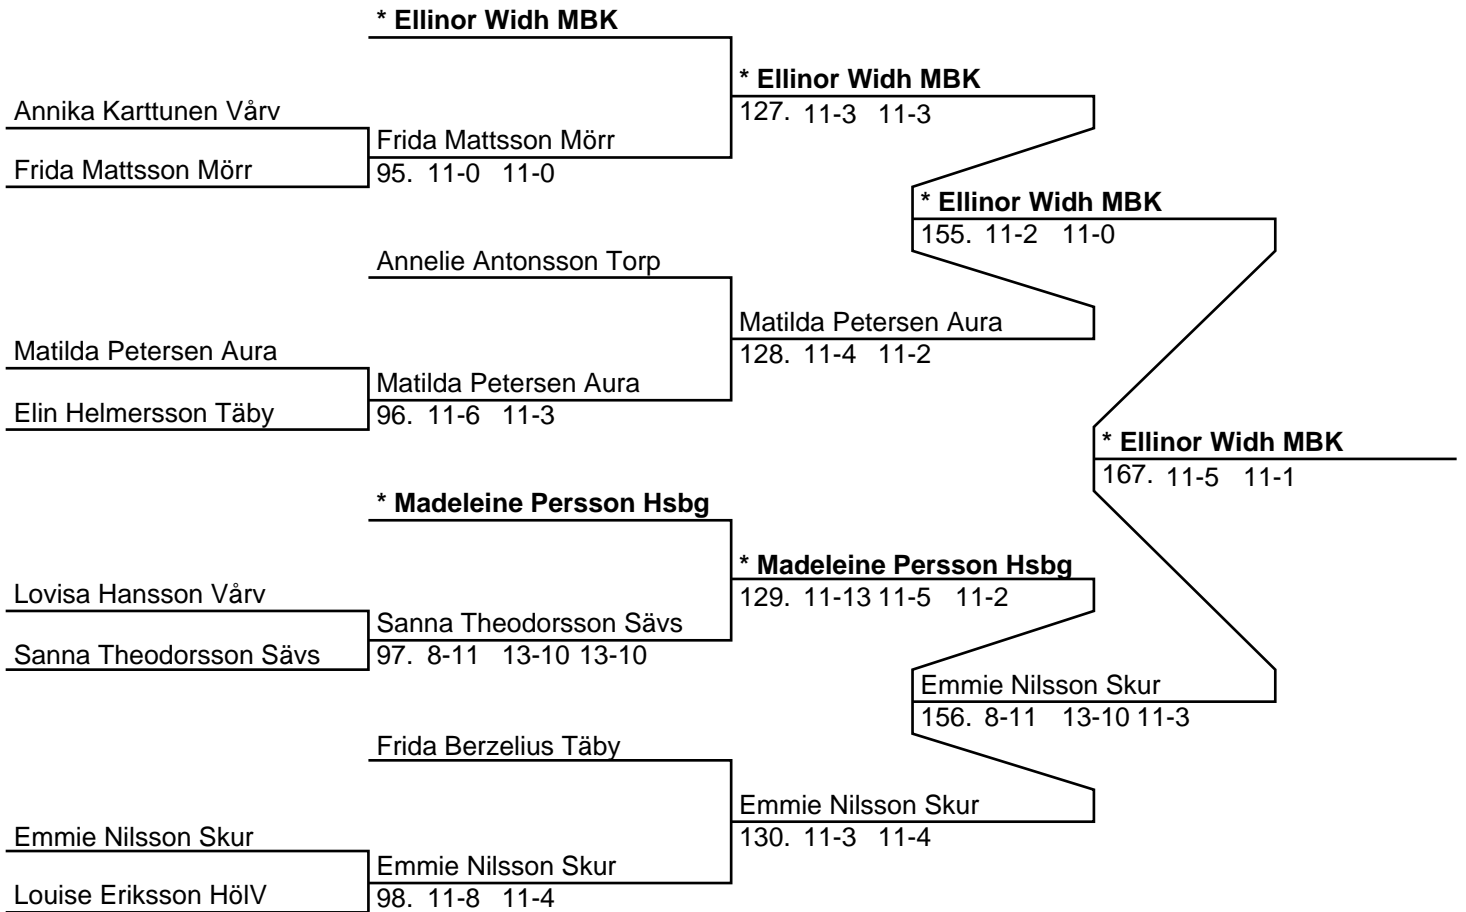 * Ellinor Widh MBK
* Ellinor Widh MBK
Annika Karttunen Vårv
127. 11-3 11-3
Frida Mattsson Mörr
Frida Mattsson Mörr
95. 11-0 11-0
* Ellinor Widh MBK
155. 11-2 11-0
Annelie Antonsson Torp
Matilda Petersen Aura
Matilda Petersen Aura
128. 11-4 11-2
Matilda Petersen Aura
Elin Helmersson Täby
96. 11-6 11-3
* Ellinor Widh MBK
167. 11-5 11-1
* Madeleine Persson Hsbg
* Madeleine Persson Hsbg
Lovisa Hansson Vårv
129. 11-13 11-5 11-2
Sanna Theodorsson Sävs
Sanna Theodorsson Sävs
97. 8-11 13-10 13-10
Emmie Nilsson Skur
156. 8-11 13-10 11-3
Frida Berzelius Täby
Emmie Nilsson Skur
Emmie Nilsson Skur
130. 11-3 11-4
Emmie Nilsson Skur
Louise Eriksson HölV
98. 11-8 11-4